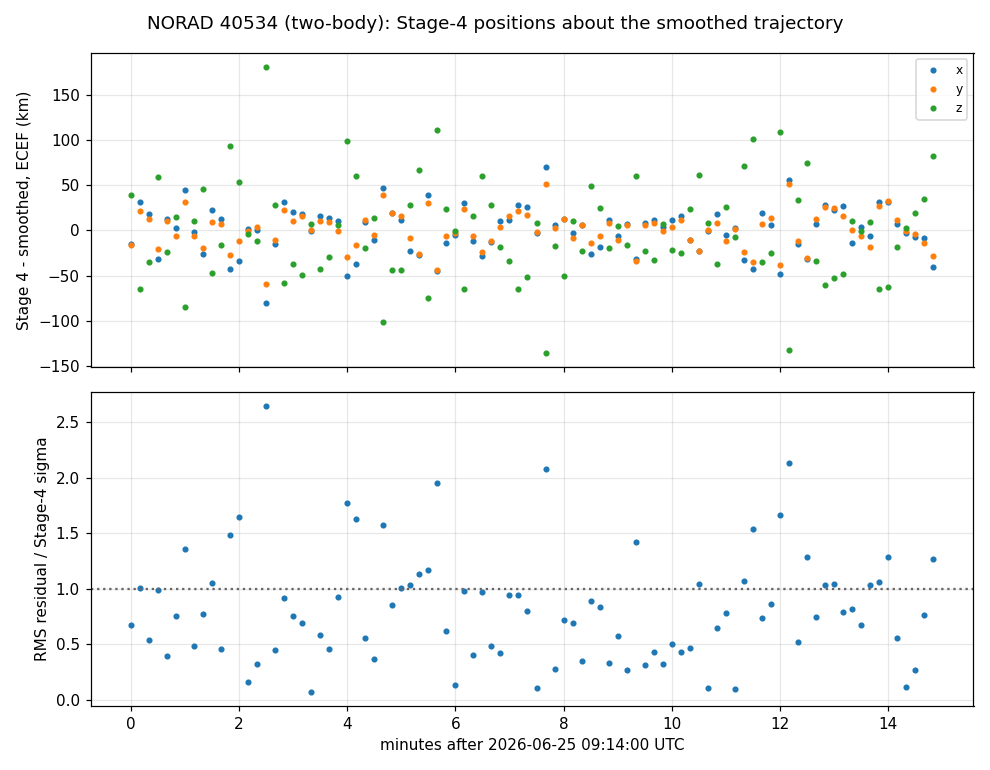 NORAD 40534 (two-body): Stage-4 positions about the smoothed trajectory
Stage 4 - smoothed, ECEF (km)
150
100
50
0
−50
−100
−150
x
y
z
RMS residual / Stage-4 sigma
2.5
2.0
1.5
1.0
0.5
0.0
0 2 4 6 8 10 12 14
minutes after 2026-06-25 09:14:00 UTC